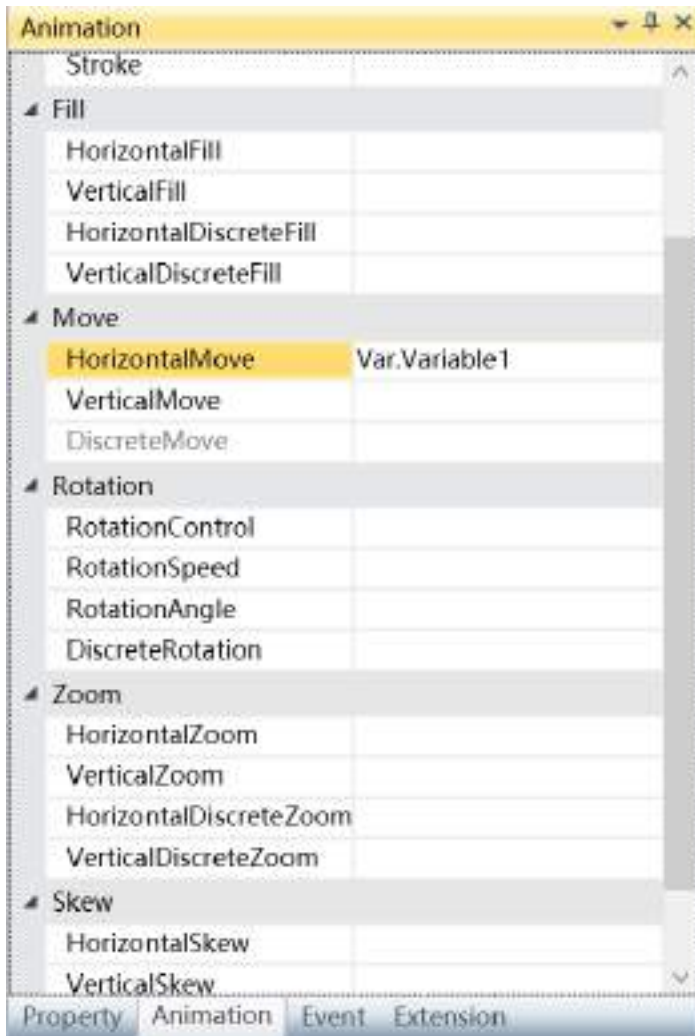 Animation
Stroke
Fill
HorizontalFill
VerticalFill
HorizontalDiscreteFill
VerticalDiscreteFill
Move
HorizontalMove Var.Variable1
VerticalMove
DiscreteMove
Rotation
RotationControl
RotationSpeed
RotationAngle
DiscreteRotation
Zoom
HorizontalZoom
VerticalZoom
HorizontalDiscreteZoom
VerticalDiscreteZoom
Skew
HorizontalSkew
VerticalSkew
Property Animation Event Extension